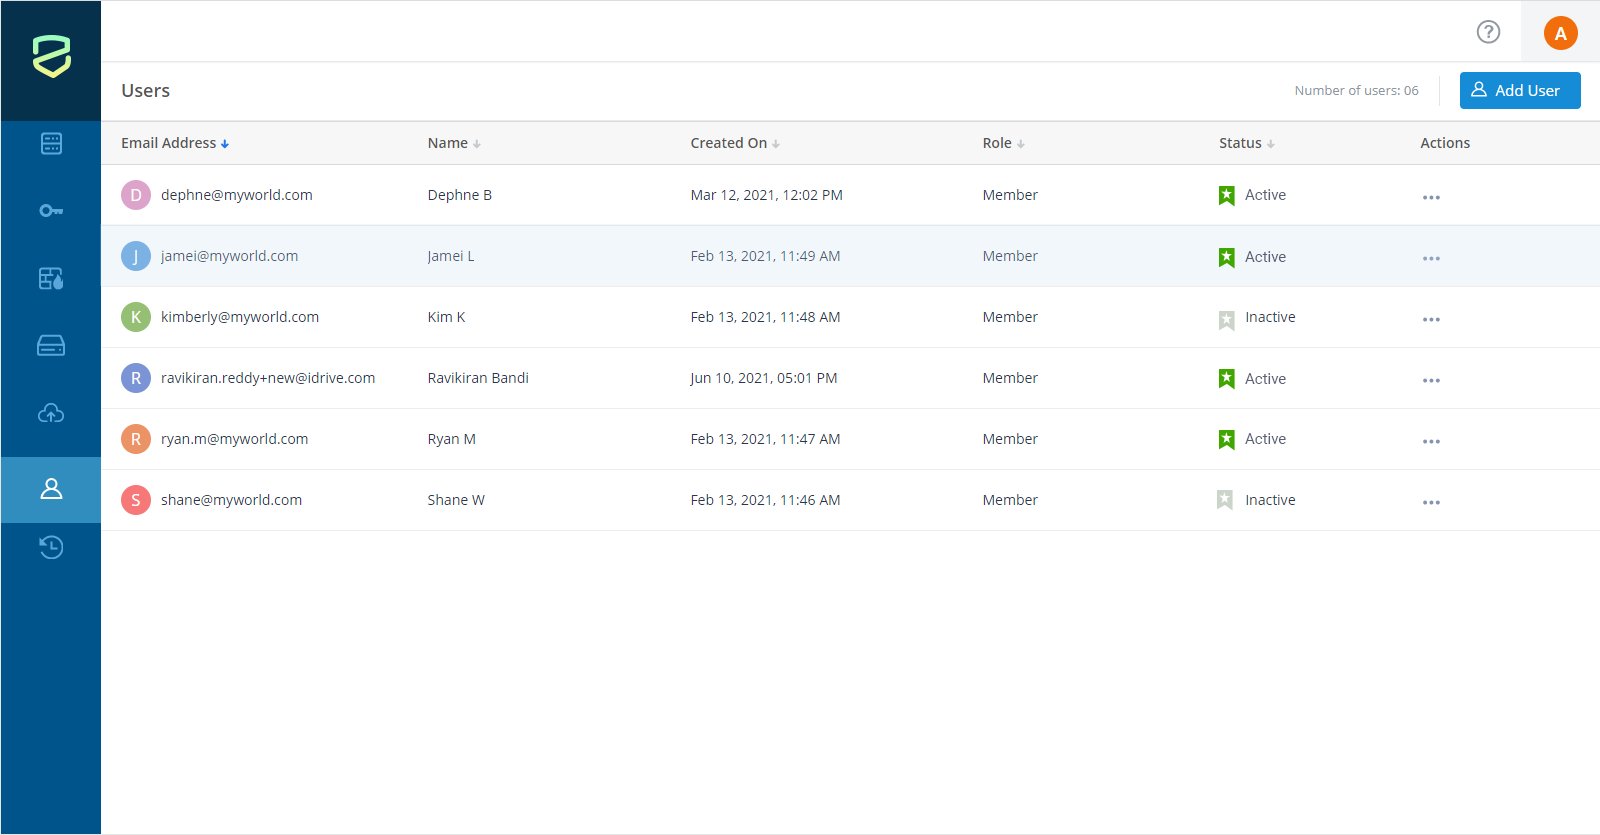 A
Users
Number of users: 06
Add User
Email Address Name Created On Role Status Actions
D dephne@myworld.com Dephne B Mar 12, 2021, 12:02 PM Member Active
J jamei@myworld.com Jamei L Feb 13, 2021, 11:49 AM Member Active
K kimberly@myworld.com Kim K Feb 13, 2021, 11:48 AM Member Inactive
R ravikiran.reddy+new@idrive.com Ravikiran Bandi Jun 10, 2021, 05:01 PM Member Active
R ryan.m@myworld.com Ryan M Feb 13, 2021, 11:47 AM Member Active
S shane@myworld.com Shane W Feb 13, 2021, 11:46 AM Member Inactive